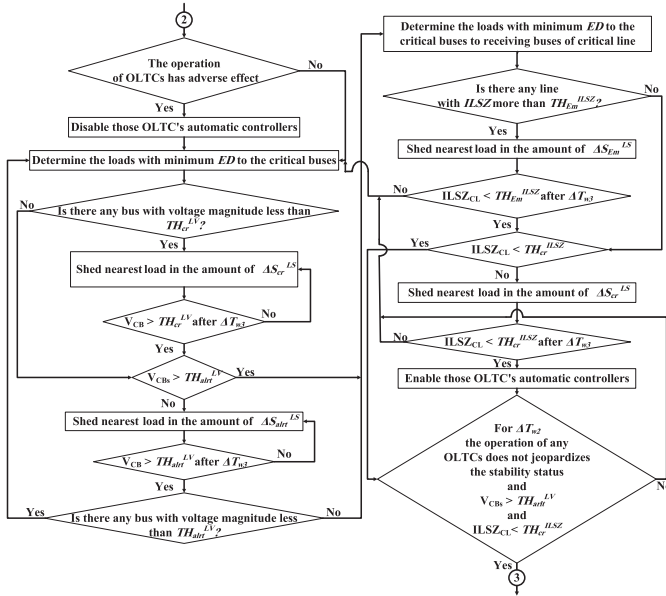 2
The operation
of OLTCs has adverse effect
No
Yes
Disable those OLTC's automatic controllers
Determine the loads with minimum ED to the critical buses
No
Is there any bus with voltage magnitude less than
TH_cr^LV?
Yes
Shed nearest load in the amount of ΔS_cr^LS
V_CB > TH_cr^LV after ΔT_w3
No
Yes
V_CBs > TH_alrt^LV
Yes
No
Shed nearest load in the amount of ΔS_alrt^LS
V_CB > TH_alrt^LV after ΔT_w3
No
Yes
Yes
Is there any bus with voltage magnitude less
than TH_alrt^LV?
No
Determine the loads with minimum ED to the
critical buses to receiving buses of critical line
Is there any line
with ILSZ more than TH_Em^ILSZ?
No
Yes
Shed nearest load in the amount of ΔS_Em^LS
No
ILSZ_CL < TH_Em^ILSZ after ΔT_w3
Yes
Yes
ILSZ_CL < TH_cr^ILSZ
No
Shed nearest load in the amount of ΔS_cr^LS
No
ILSZ_CL < TH_cr^ILSZ after ΔT_w3
Yes
Enable those OLTC's automatic controllers
For ΔT_w2
the operation of any
OLTCs does not jeopardizes
the stability status
and
V_CBs > TH_arlt^LV
and
ILSZ_CL < TH_cr^ILSZ
No
Yes
3